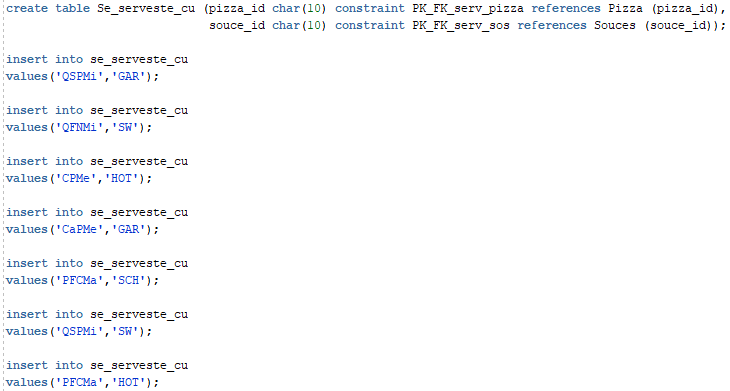 create table Se_serveste_cu (pizza_id char(10) constraint PK_FK_serv_pizza references Pizza (pizza_id),
souce_id char(10) constraint PK_FK_serv_sos references Souces (souce_id));
insert into se_serveste_cu
values('QSPMi','GAR');
insert into se_serveste_cu
values('QFNMi','SW');
insert into se_serveste_cu
values('CPMe','HOT');
insert into se_serveste_cu
values('CaPMe','GAR');
insert into se_serveste_cu
values('PFCMa','SCH');
insert into se_serveste_cu
values('QSPMi','SW');
insert into se_serveste_cu
values('PFCMa','HOT');